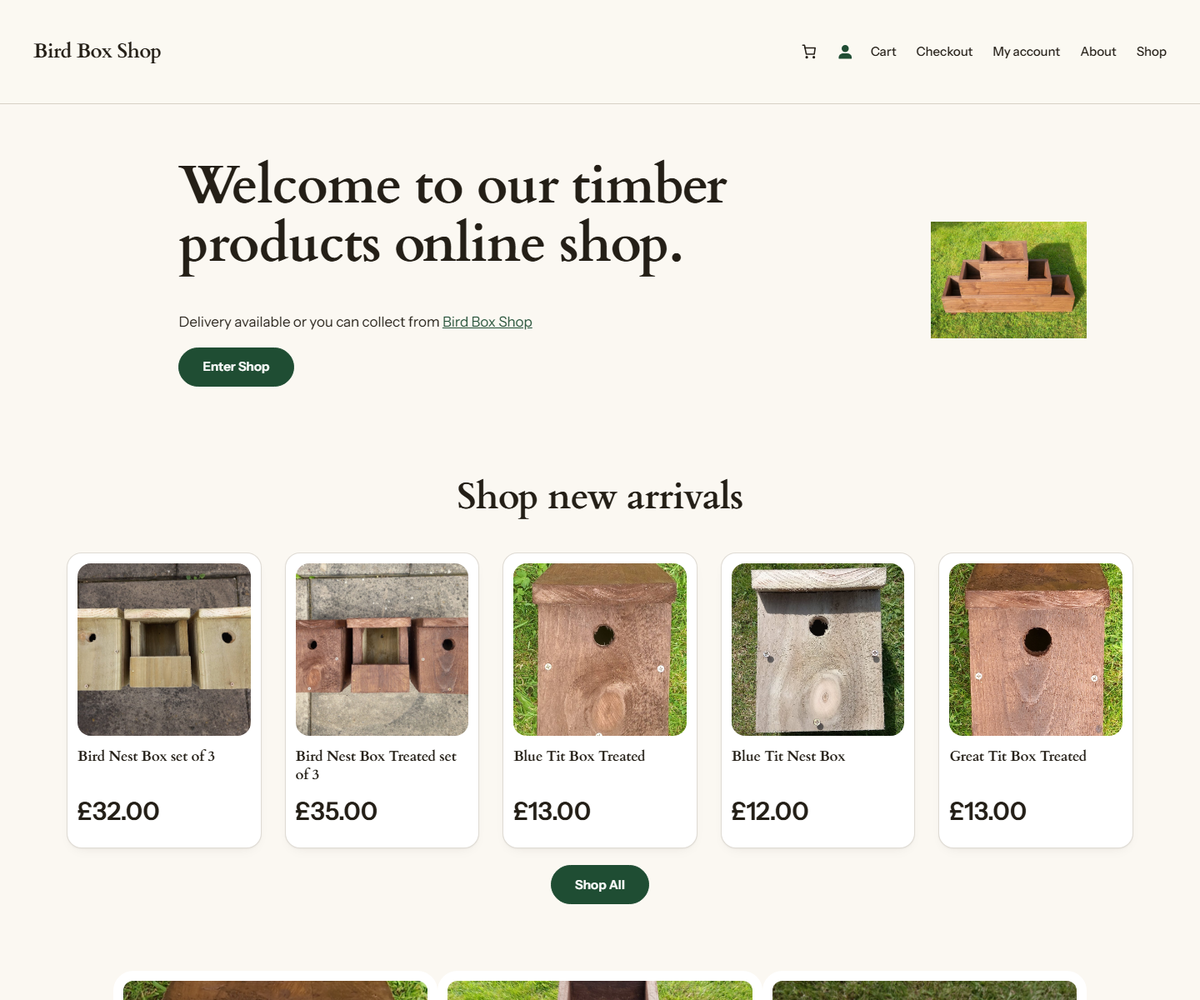 Bird Box Shop
Cart Checkout My account About Shop
Welcome to our timber
products online shop.
Delivery available or you can collect from Bird Box Shop
Enter Shop
Shop new arrivals
Bird Nest Box set of 3
£32.00
Bird Nest Box Treated set
of 3
£35.00
Blue Tit Box Treated
£13.00
Blue Tit Nest Box
£12.00
Great Tit Box Treated
£13.00
Shop All